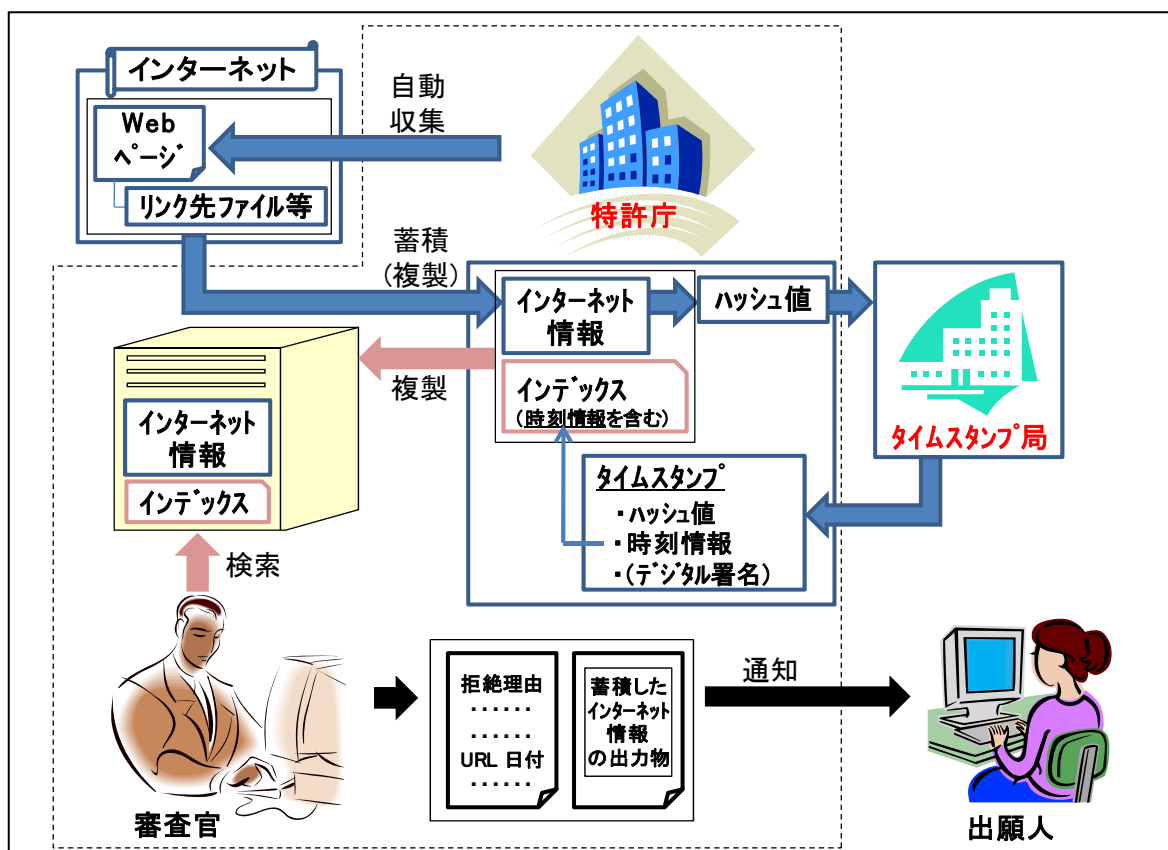 インターネット
Web
ページ
リンク先ファイル等
自動
収集
特許庁
蓄積
(複製)
インターネット
情報
ハッシュ値
インデックス
(時刻情報を含む)
複製
タイムスタンプ局
インターネット
情報
インデックス
タイムスタンプ
・ハッシュ値
・時刻情報
・(デジタル署名)
検索
審査官
拒絶理由
‥‥‥
‥‥‥
URL 日付
‥‥‥
蓄積した
インターネット
情報
の出力物
通知
出願人